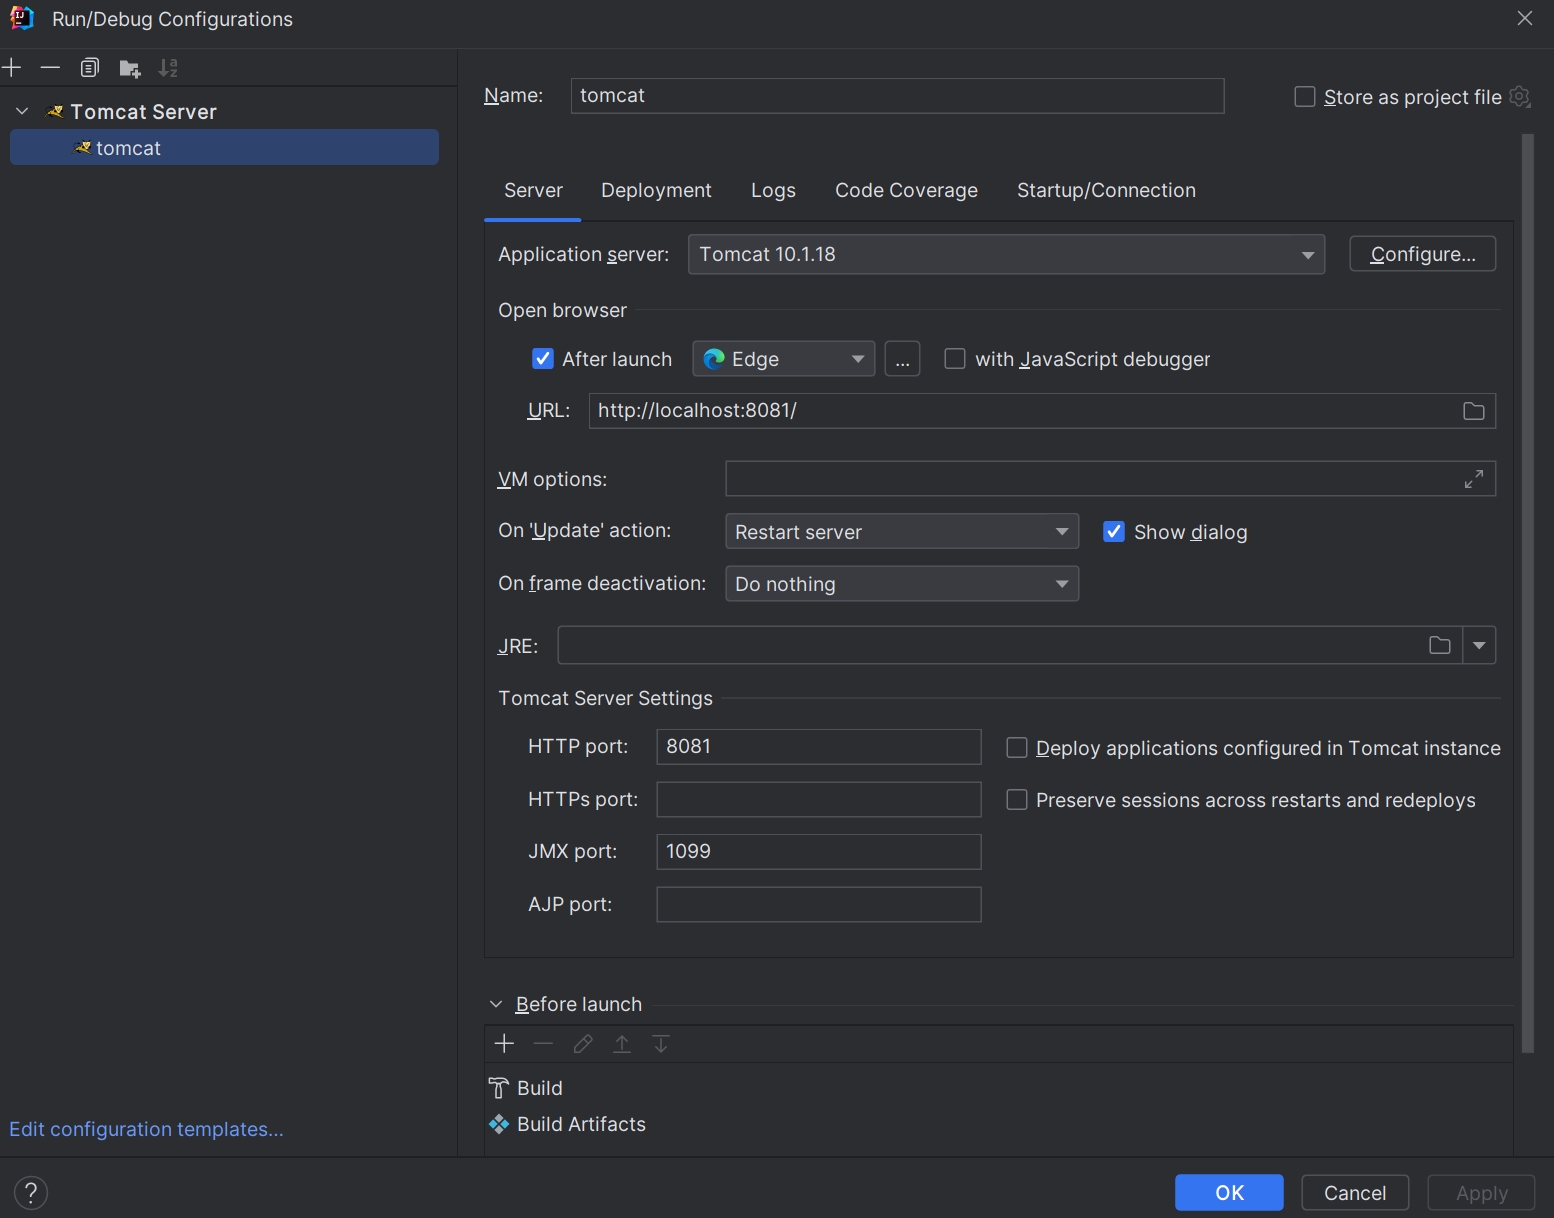 Run/Debug Configurations
Tomcat Server
tomcat
Edit configuration templates...
Name: tomcat
Store as project file
Server Deployment Logs Code Coverage Startup/Connection
Application server: Tomcat 10.1.18 Configure...
Open browser
After launch Edge ... with JavaScript debugger
URL: http://localhost:8081/
VM options:
On 'Update' action: Restart server Show dialog
On frame deactivation: Do nothing
JRE:
Tomcat Server Settings
HTTP port: 8081 Deploy applications configured in Tomcat instance
HTTPs port: Preserve sessions across restarts and redeploys
JMX port: 1099
AJP port:
Before launch
Build
Build Artifacts
? OK Cancel Apply